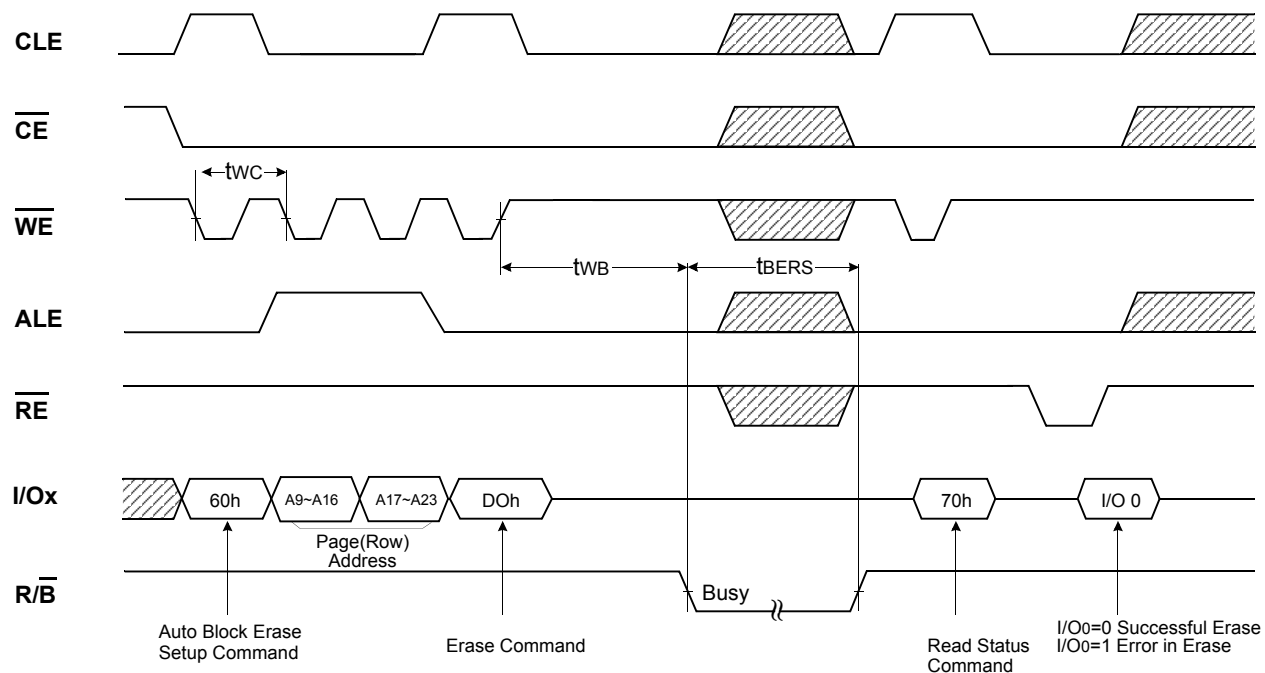 CLE
CE
tWC
WE
tWB
tBERS
ALE
RE
I/Ox
60h
A9~A16
A17~A23
DOh
70h
I/O 0
Page(Row)
Address
R/B
Busy
Auto Block Erase
Setup Command
Erase Command
Read Status
Command
I/O0=0 Successful Erase
I/O0=1 Error in Erase